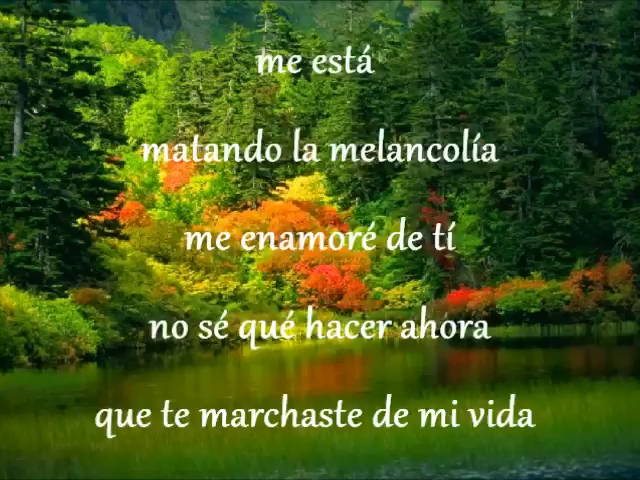 me está
matando la melancolía
me enamoré de tí
no sé qué hacer ahora
que te marchaste de mi vida